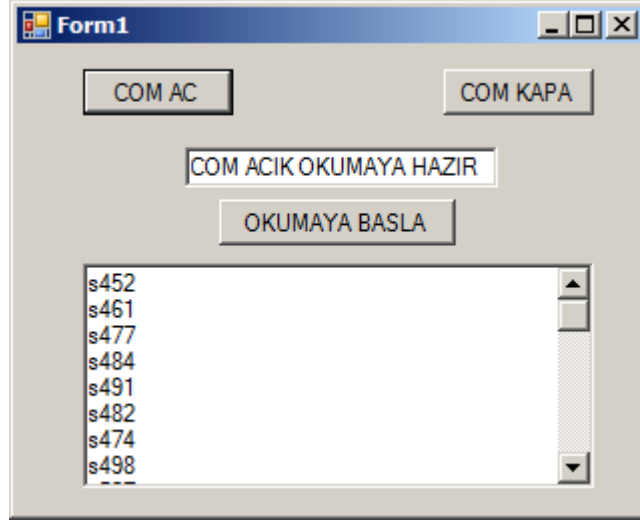 Form1
COM AC
COM KAPA
COM ACIK OKUMAYA HAZIR
OKUMAYA BASLA
s452
s461
s477
s484
s491
s482
s474
s498